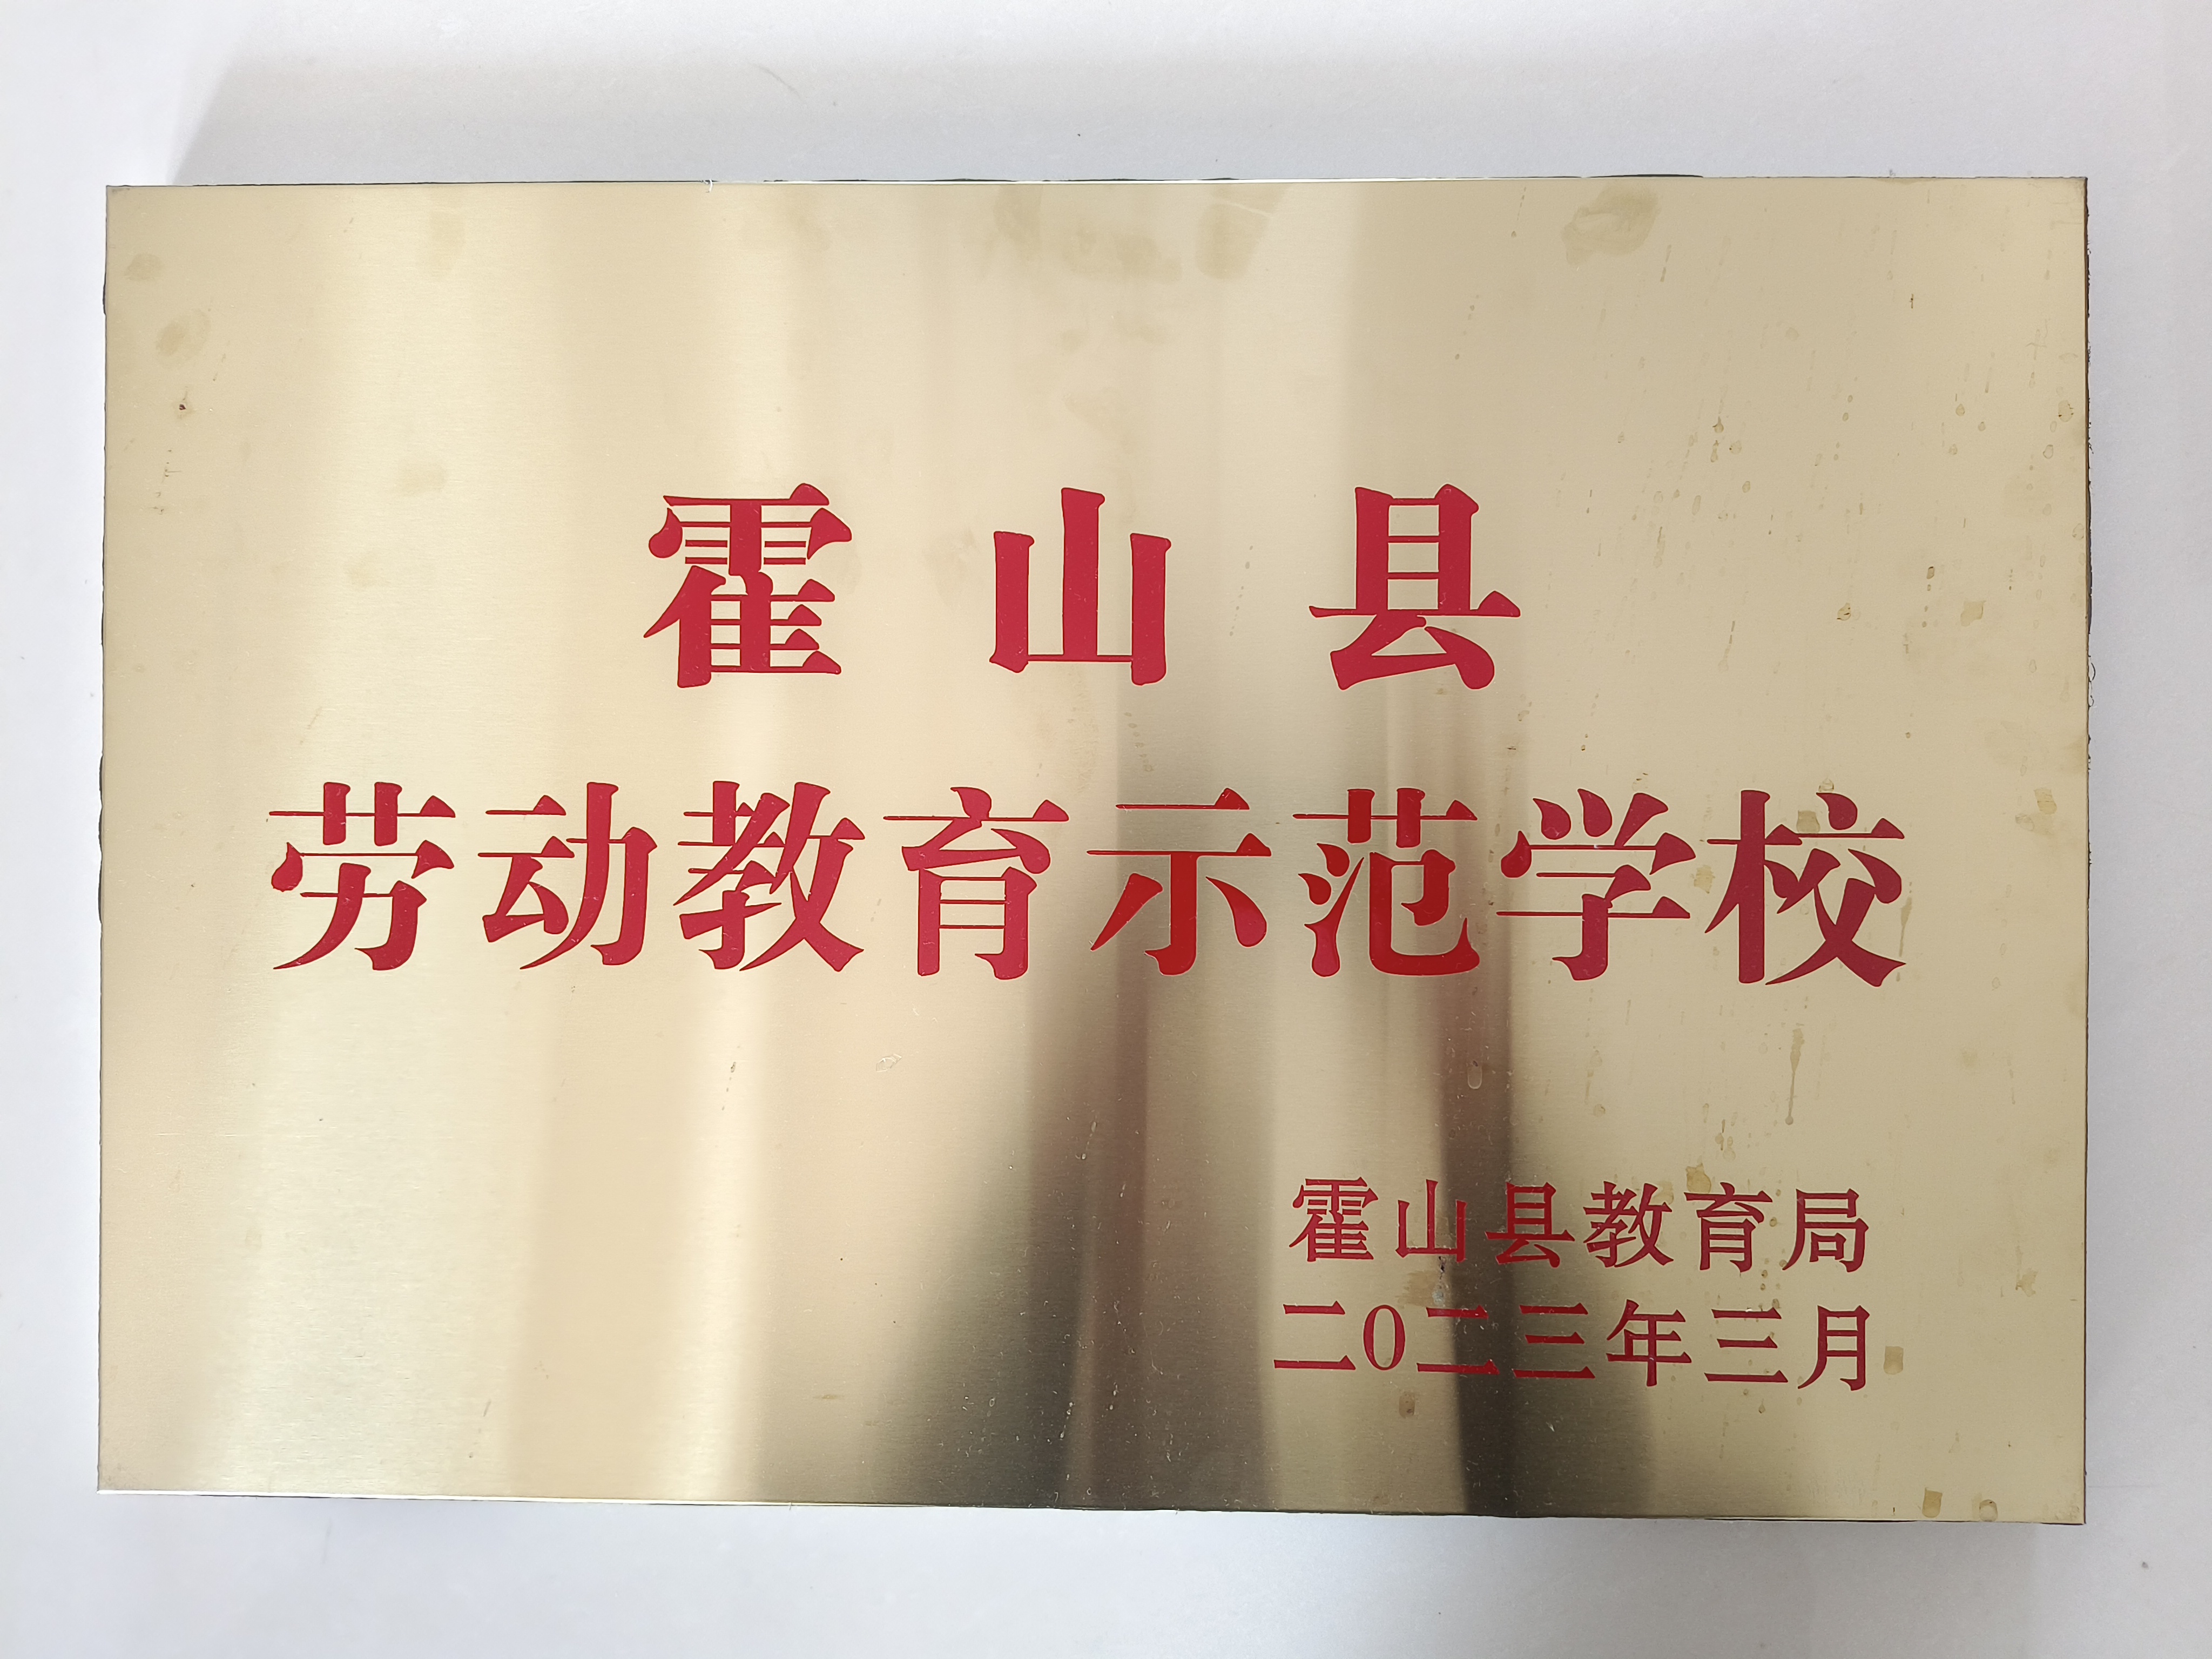 霍山县
劳动教育示范学校
霍山县教育局
二0二三年三月